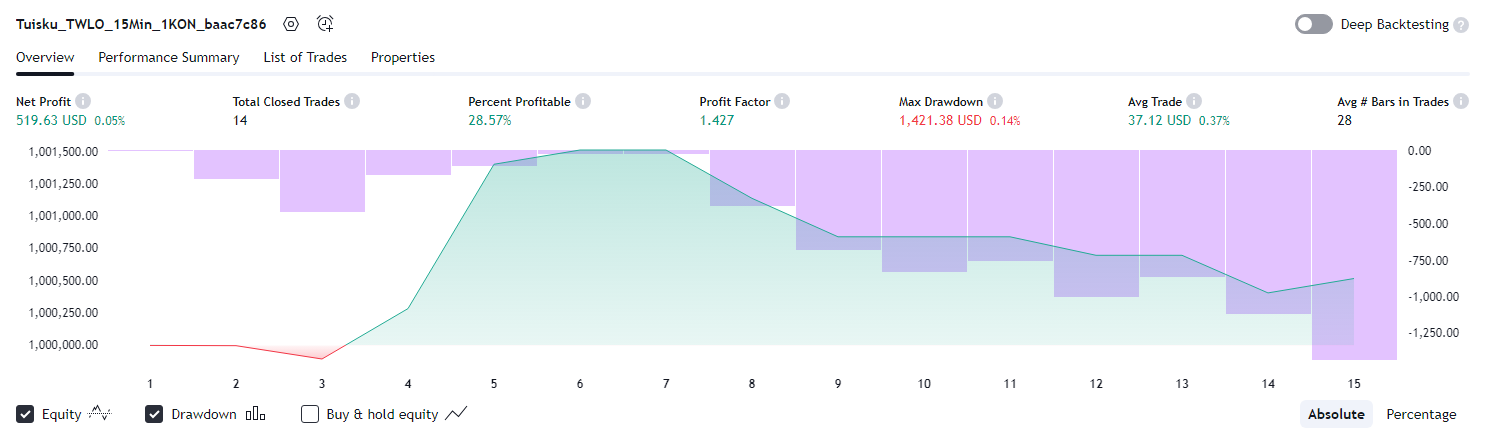 Tuisku_TWLO_15Min_1KON_baac7c86
Deep Backtesting ?
Overview Performance Summary List of Trades Properties
Net Profit Total Closed Trades Percent Profitable Profit Factor Max Drawdown Avg Trade Avg # Bars in Trades
519.63 USD 0.05% 14 28.57% 1.427 1,421.38 USD 0.14% 37.12 USD 0.37% 28
1,001,500.00 0.00
1,001,250.00 -250.00
1,001,000.00 -500.00
1,000,750.00 -750.00
1,000,500.00 -1,000.00
1,000,250.00 -1,250.00
1,000,000.00
1 2 3 4 5 6 7 8 9 10 11 12 13 14 15
Equity Drawdown Buy & hold equity Absolute Percentage